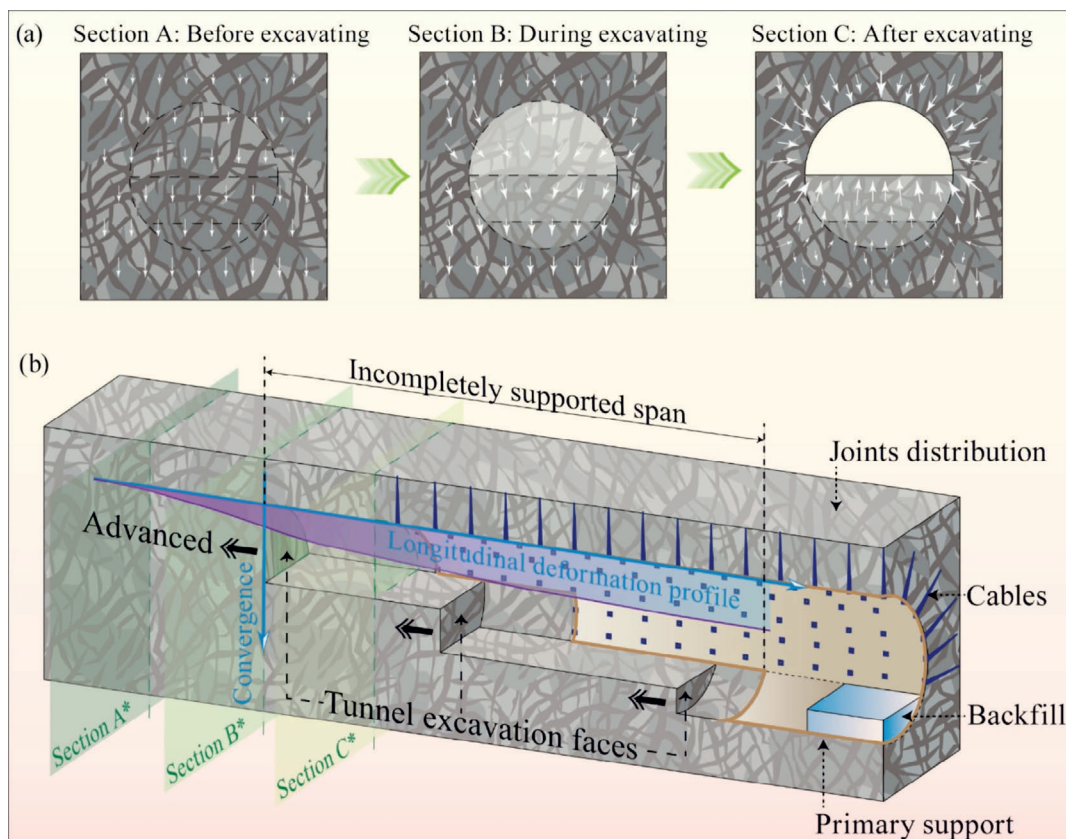 (a)
Section A: Before excavating
Section B: During excavating
Section C: After excavating
(b)
Incompletely supported span
Joints distribution
Advanced
Longitudinal deformation profile
Convergence
Cables
Tunnel excavation faces
Backfill
Section A*
Section B*
Section C*
Primary support